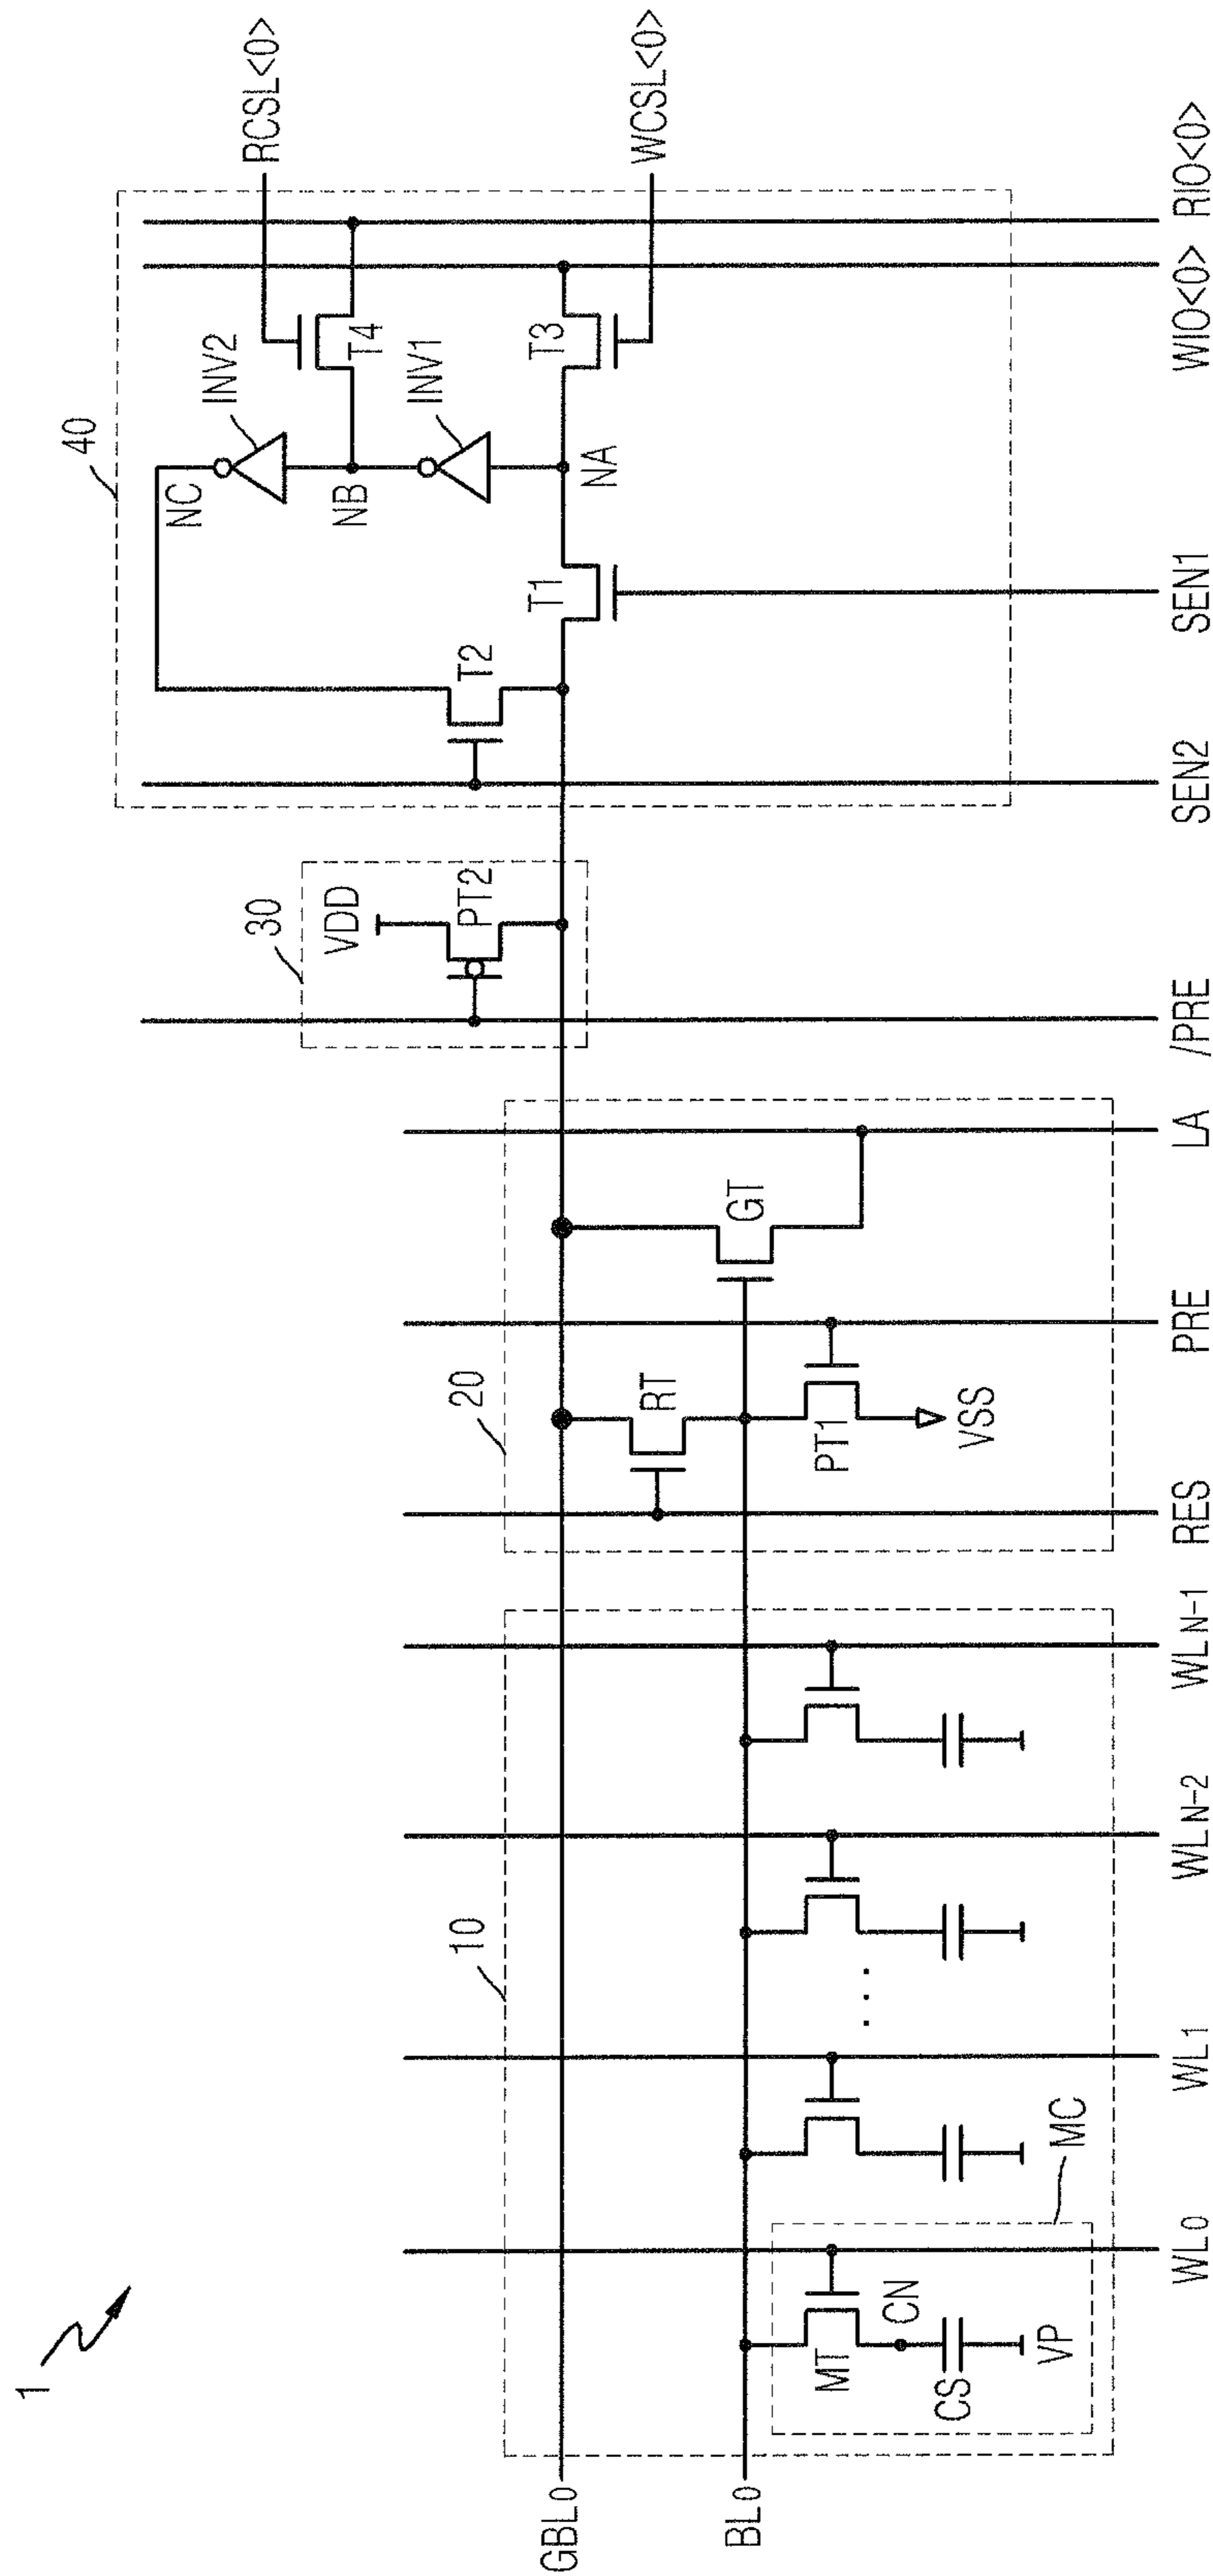 1
10
20
30
40
RCSL<0>
WCSL<0>
VDD
PT2
NC
INV2
NB
T4
INV1
NA
T3
T2
T1
RT
GT
PT1
VSS
GBL0
BL0
MC
MT
CN
CS
VP
WL0
WL1
...
WLN-2
WLN-1
RES
PRE
LA
/PRE
SEN2
SEN1
WIO<0>
RIO<0>